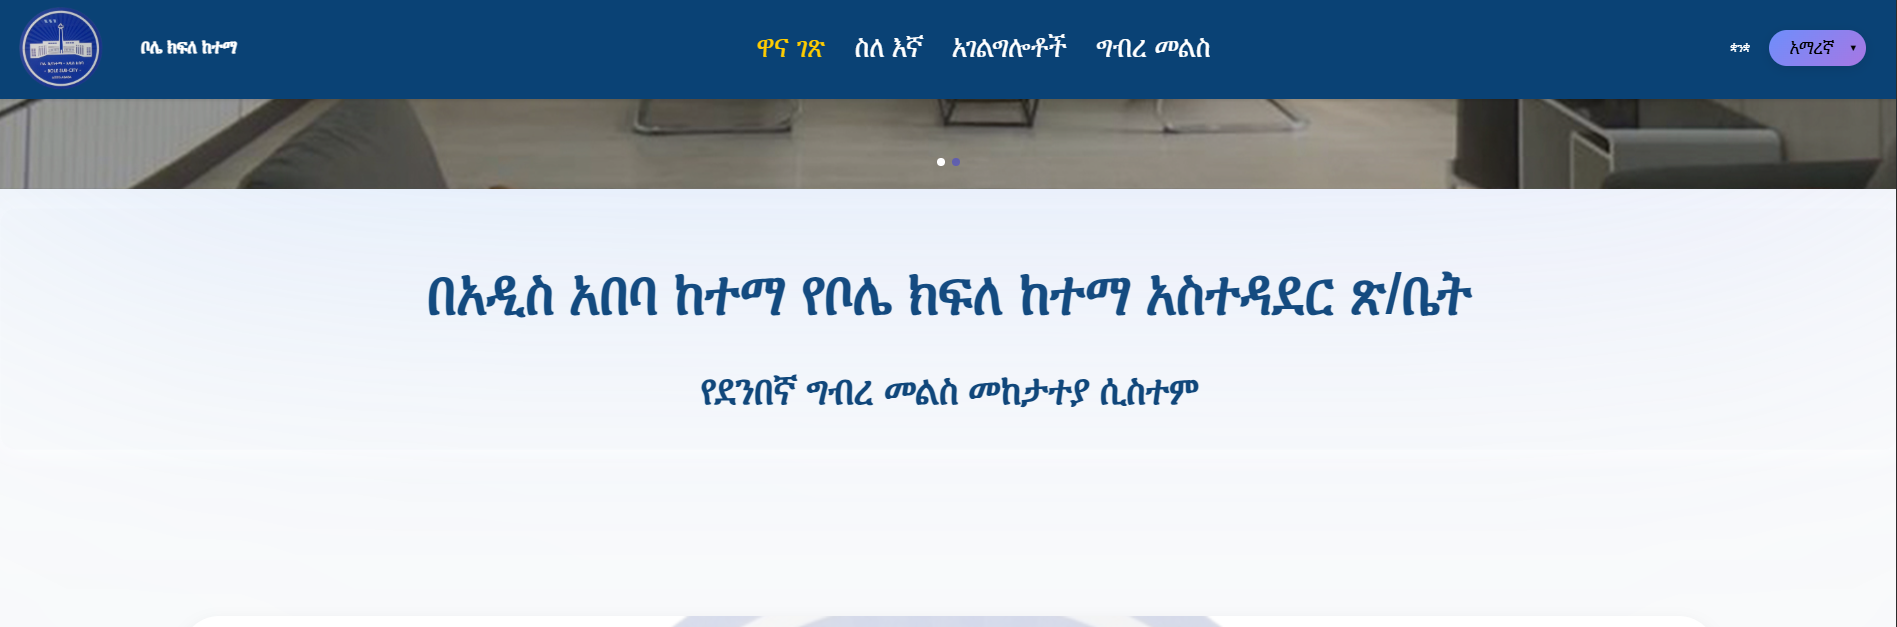 ቦሌ ክፍለ ከተማ
ዋና ገጽ ስለ እኛ አገልግሎቶች ግብረ መልስ
ቋንቋ አማረኛ
በአዲስ አበባ ከተማ የቦሌ ክፍለ ከተማ አስተዳደር ጽ/ቤት
የደንበኛ ግብረ መልስ መከታተያ ሲስተም